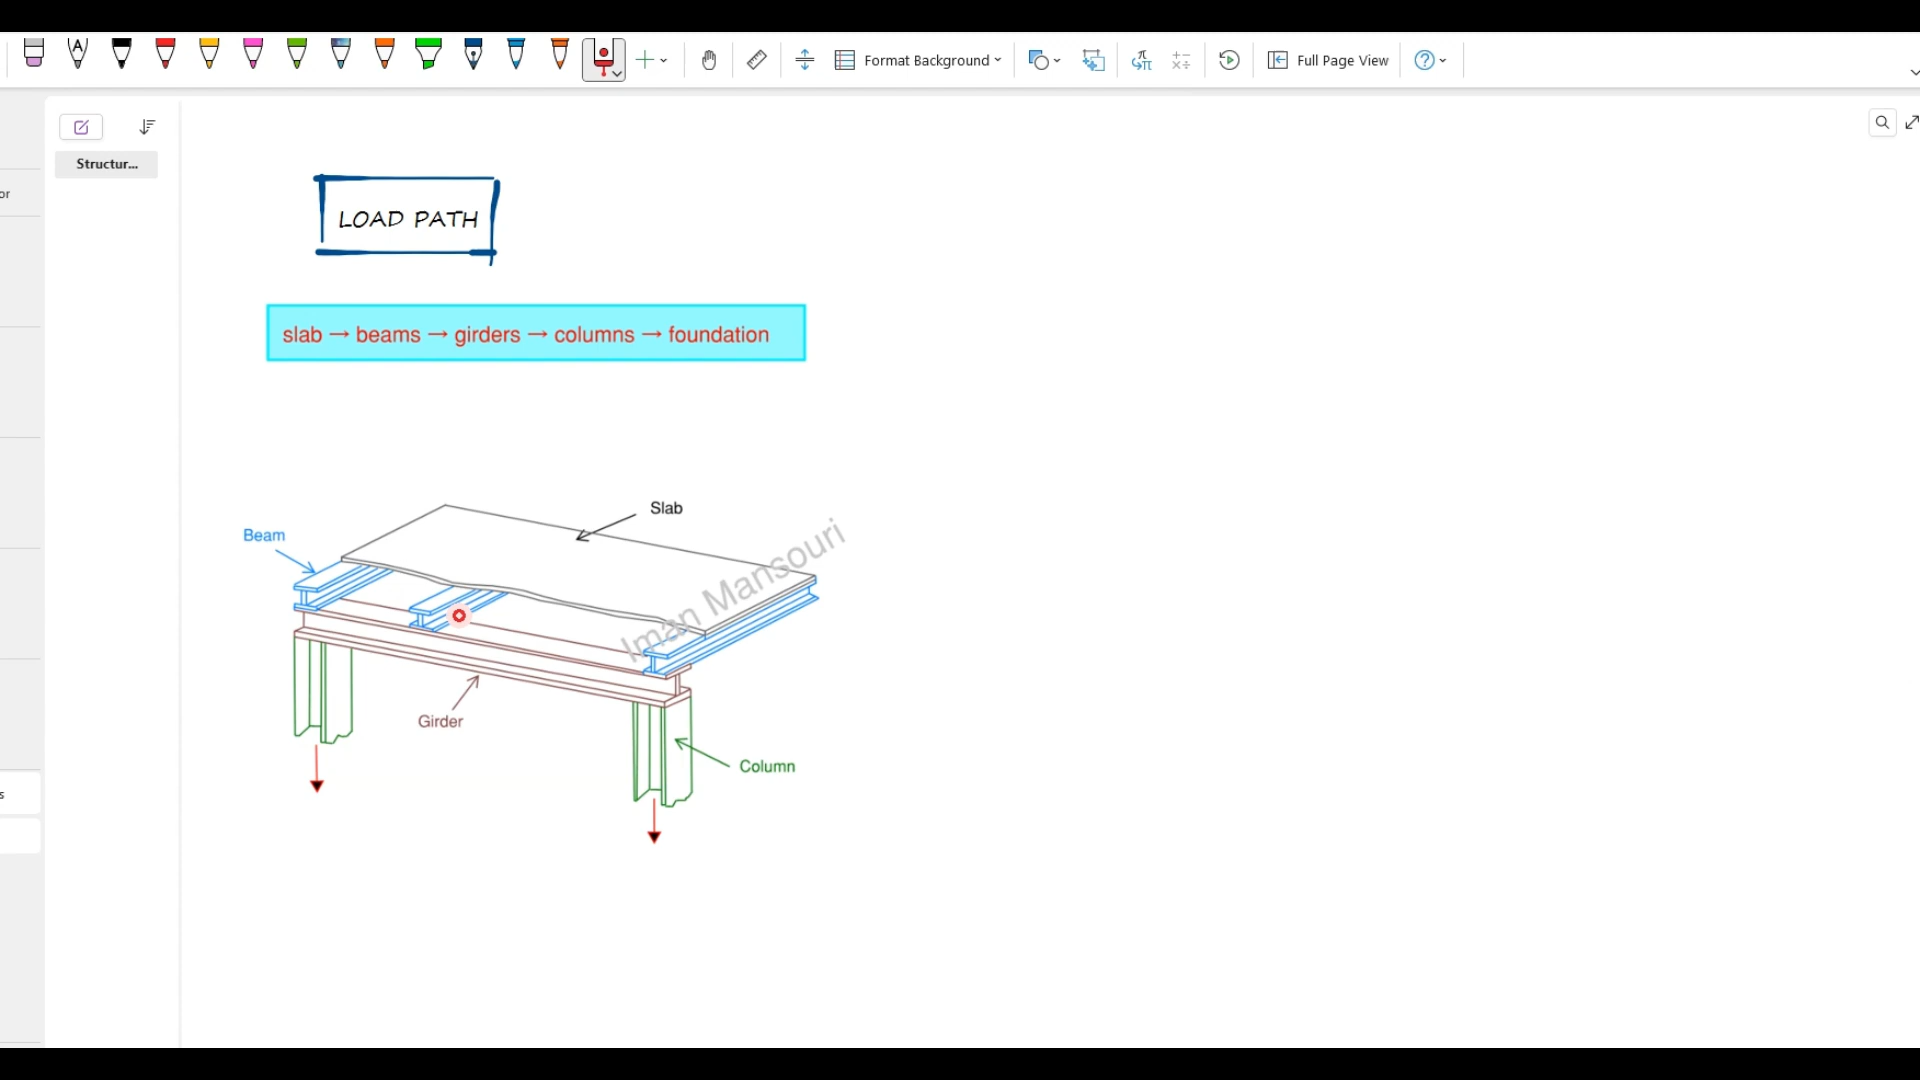 A
Format Background
Full Page View
Structur...
or
LOAD PATH
slab → beams → girders → columns → foundation
Slab
Beam
Iman Mansouri
Girder
Column
s